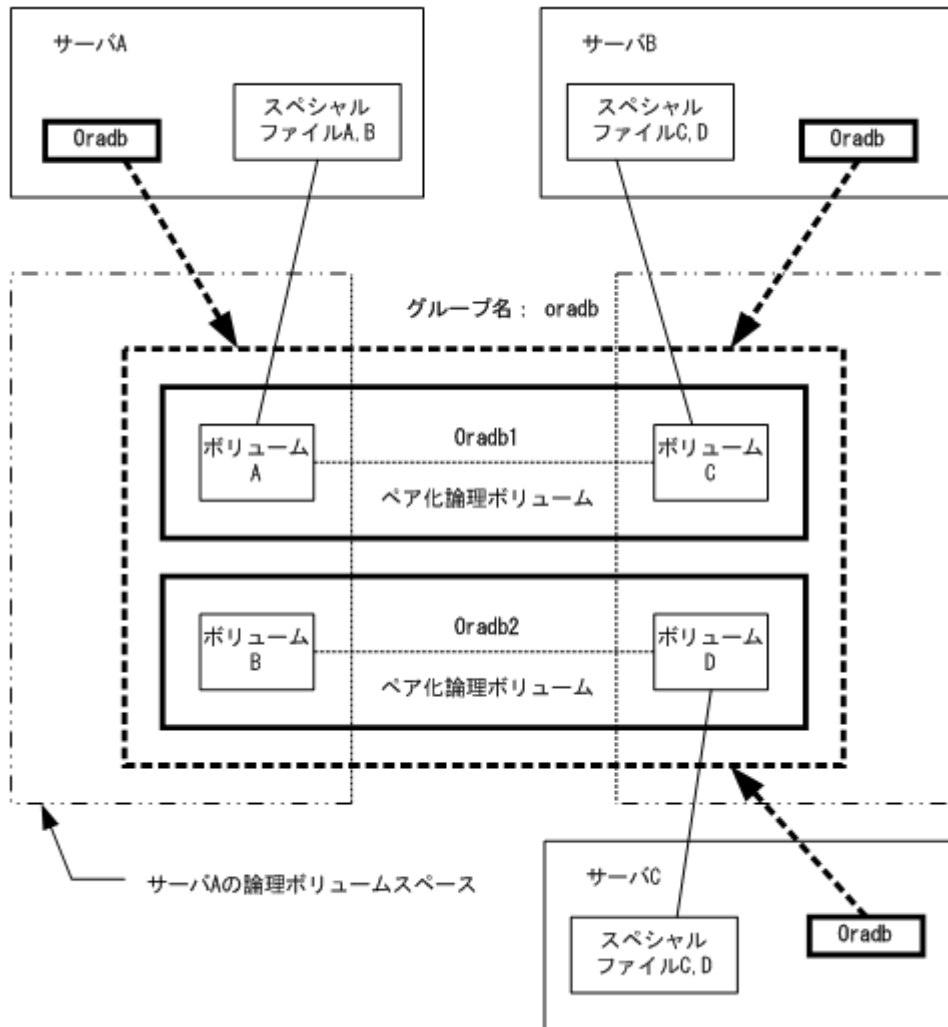 サーバA
スペシャル
ファイルA,B
Oradb
サーバB
スペシャル
ファイルC,D
Oradb
グループ名： oradb
ボリューム
A
Oradb1
ペア化論理ボリューム
ボリューム
C
ボリューム
B
Oradb2
ペア化論理ボリューム
ボリューム
D
サーバAの論理ボリュームスペース
サーバC
スペシャル
ファイルC,D
Oradb